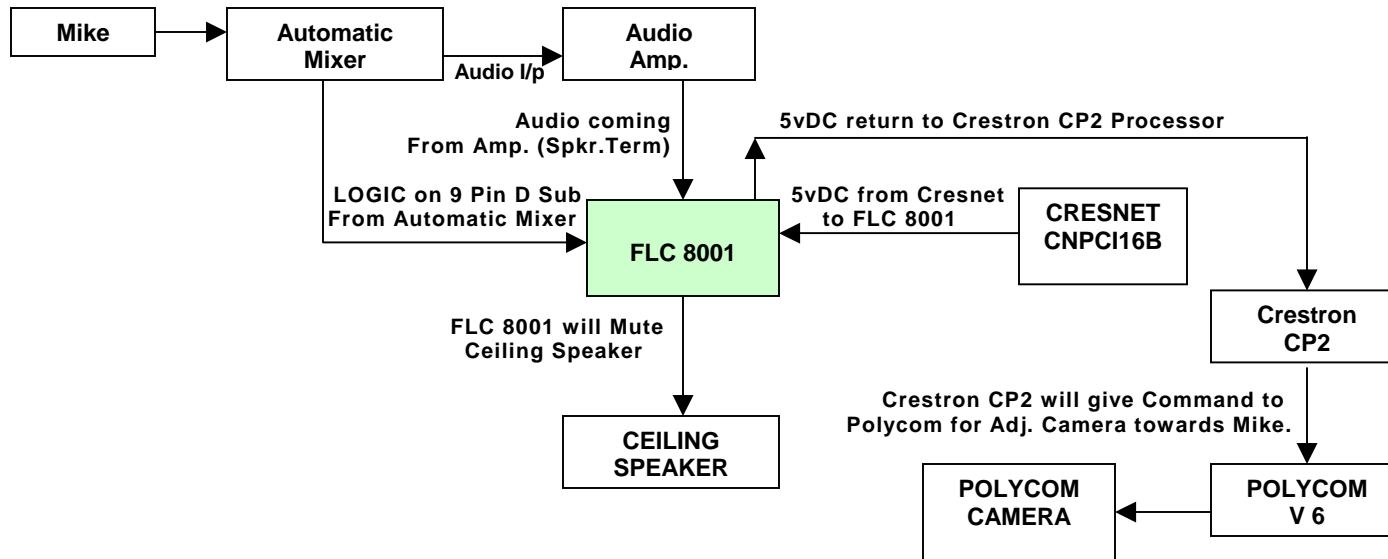 Mike
Automatic
Mixer
Audio I/p
Audio
Amp.
Audio coming
From Amp. (Spkr.Term)
5vDC return to Crestron CP2 Processor
LOGIC on 9 Pin D Sub
From Automatic Mixer
FLC 8001
5vDC from Cresnet
to FLC 8001
CRESNET
CNPCI16B
FLC 8001 will Mute
Ceiling Speaker
Crestron
CP2
Crestron CP2 will give Command to
Polycom for Adj. Camera towards Mike.
CEILING
SPEAKER
POLYCOM
CAMERA
POLYCOM
V 6